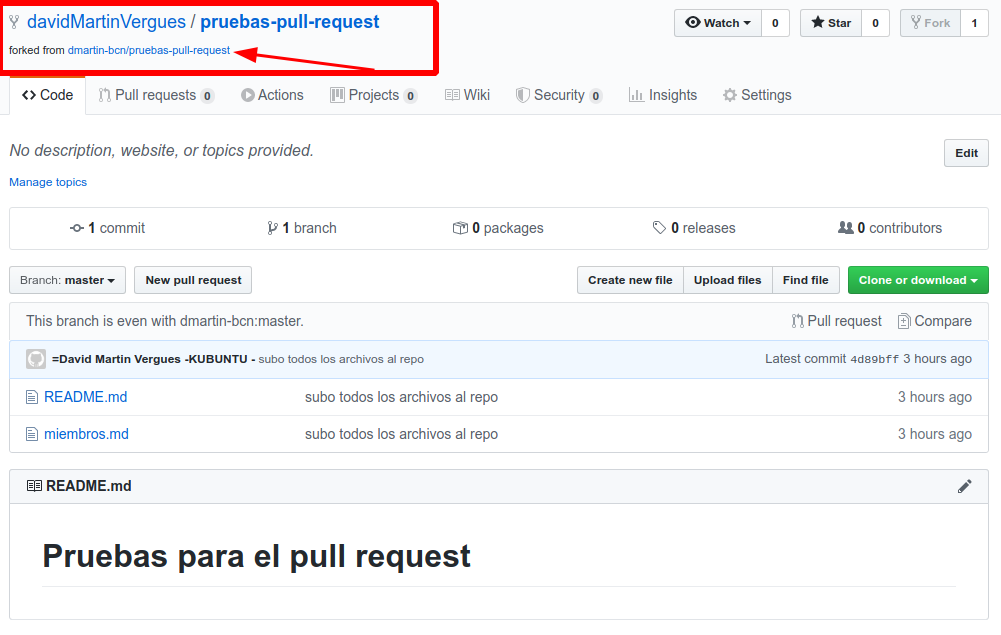 davidMartinVergues / pruebas-pull-request
Watch 0 Star 0 Fork 1
forked from dmartin-bcn/pruebas-pull-request
Code Pull requests 0 Actions Projects 0 Wiki Security 0 Insights Settings
No description, website, or topics provided.
Edit
Manage topics
1 commit 1 branch 0 packages 0 releases 0 contributors
Branch: master New pull request Create new file Upload files Find file Clone or download
This branch is even with dmartin-bcn:master. Pull request Compare
=David Martin Vergues -KUBUNTU - subo todos los archivos al repo Latest commit 4d89bff 3 hours ago
README.md subo todos los archivos al repo 3 hours ago
miembros.md subo todos los archivos al repo 3 hours ago
README.md
Pruebas para el pull request